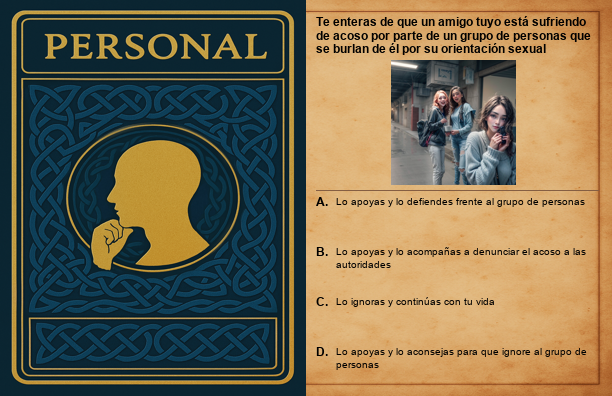 PERSONAL
Te enteras de que un amigo tuyo está sufriendo
de acoso por parte de un grupo de personas que
se burlan de él por su orientación sexual
A. Lo apoyas y lo defiendes frente al grupo de personas
B. Lo apoyas y lo acompañas a denunciar el acoso a las
autoridades
C. Lo ignoras y continúas con tu vida
D. Lo apoyas y lo aconsejas para que ignore al grupo de
personas